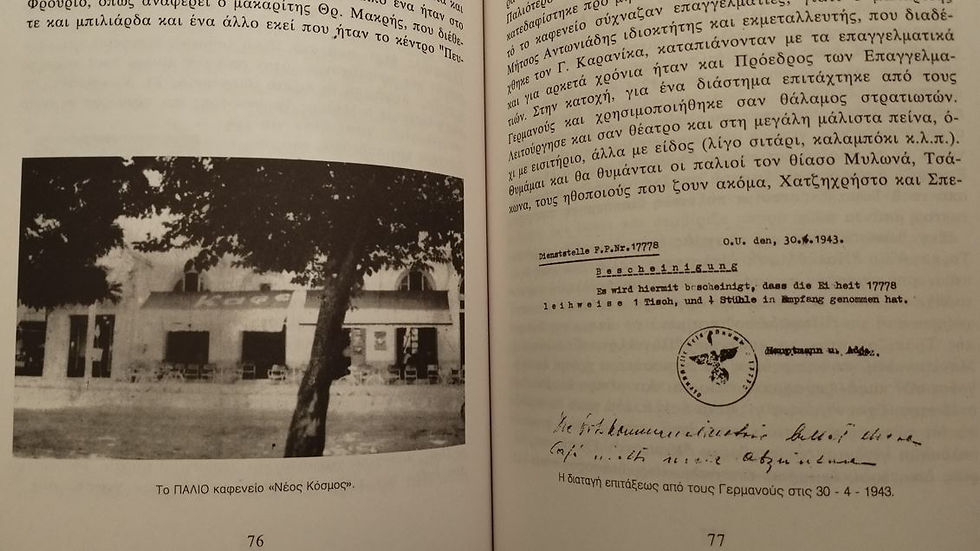 Φρούριο, όπως αναφέρει ο μακαρίτης Θρ. Μακρής, που διέθε-
τε και μπιλιάρδα και ένα άλλο εκεί που ήταν το κέντρο "Πευ-
Καφε
Το ΠΑΛΙΟ καφενείο «Νέος Κόσμος».
76
τό το καφενείο σύχναζαν επαγγελματίες, γιατί ο μακαρίτης
Μήτσος Αντωνιάδης ιδιοκτήτης και εκμεταλλευτής, που διαδέ-
χθηκε τον Γ. Καρανίκα, καταπιάνονταν με τα επαγγελματικά
και για αρκετά χρόνια ήταν και Πρόεδρος των Επαγγελμα-
τιών. Στην κατοχή, για ένα διάστημα επιτάχτηκε από τους
Γερμανούς και χρησιμοποιήθηκε σαν θάλαμος στρατιωτών.
Λειτούργησε και σαν θέατρο και στη μεγάλη μάλιστα πείνα, ό-
χι με εισιτήριο, άλλα με είδος (λίγο σιτάρι, καλαμπόκι κ.λ.π.).
Θυμάμαι και θα θυμάνται οι παλιοί τον θίασο Μυλωνά, Τσά-
κωνα, τους ηθοποιούς που ζουν ακόμα, Χατζηχρήστο και Σπε-
Dienststelle F.P.Nr.17778
O.U. den, 30.4.1943.
Bescheinigung
Es wird hiermit bescheinigt, dass die Einheit 17778
leihweise 1 Tisch, und 4 Stühle in Empfang genommen hat.
Hauptmann u.
Η διαταγή επιτάξεως από τους Γερμανούς στις 30 - 4 - 1943.
77